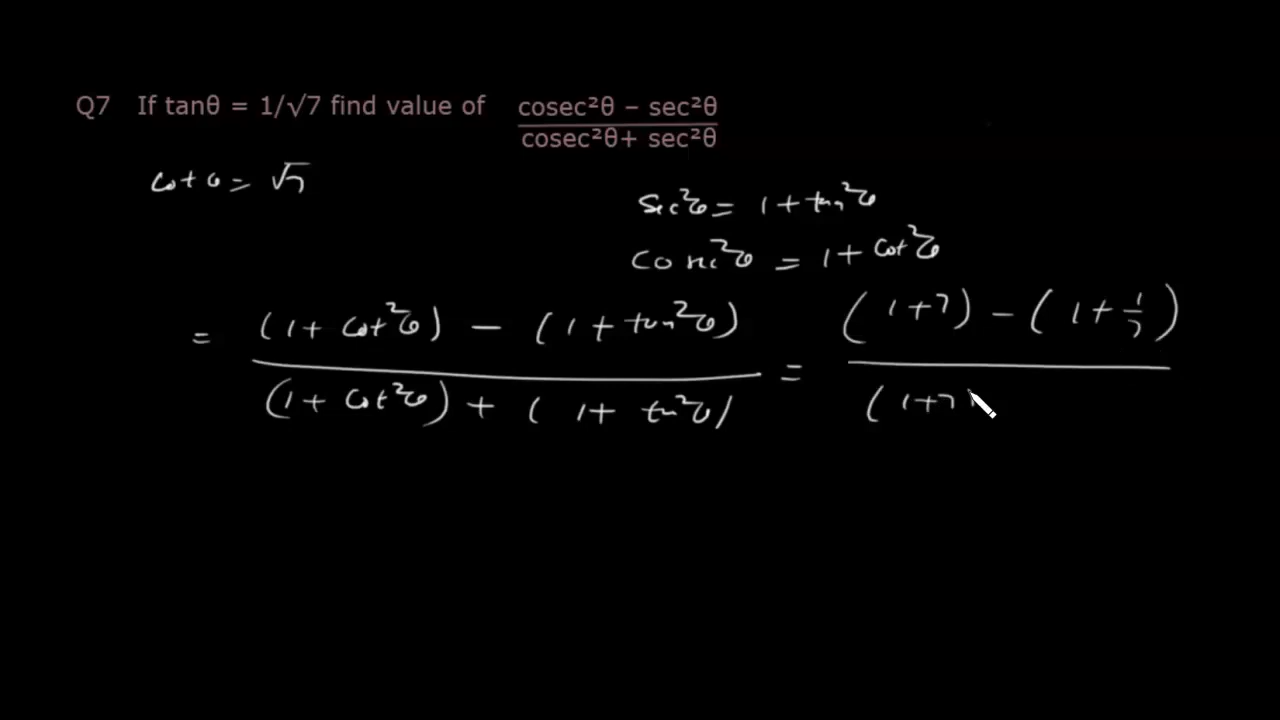 Q7 If tanθ = 1/√7 find value of cosec²θ – sec²θ
cosec²θ+ sec²θ
cot θ = √7
sec²θ = 1 + tan²θ
cosec²θ = 1 + cot²θ
= (1 + cot²θ) – (1 + tan²θ) / (1 + cot²θ) + (1 + tan²θ) = (1+7) – (1 + 1/7) / (1+7)